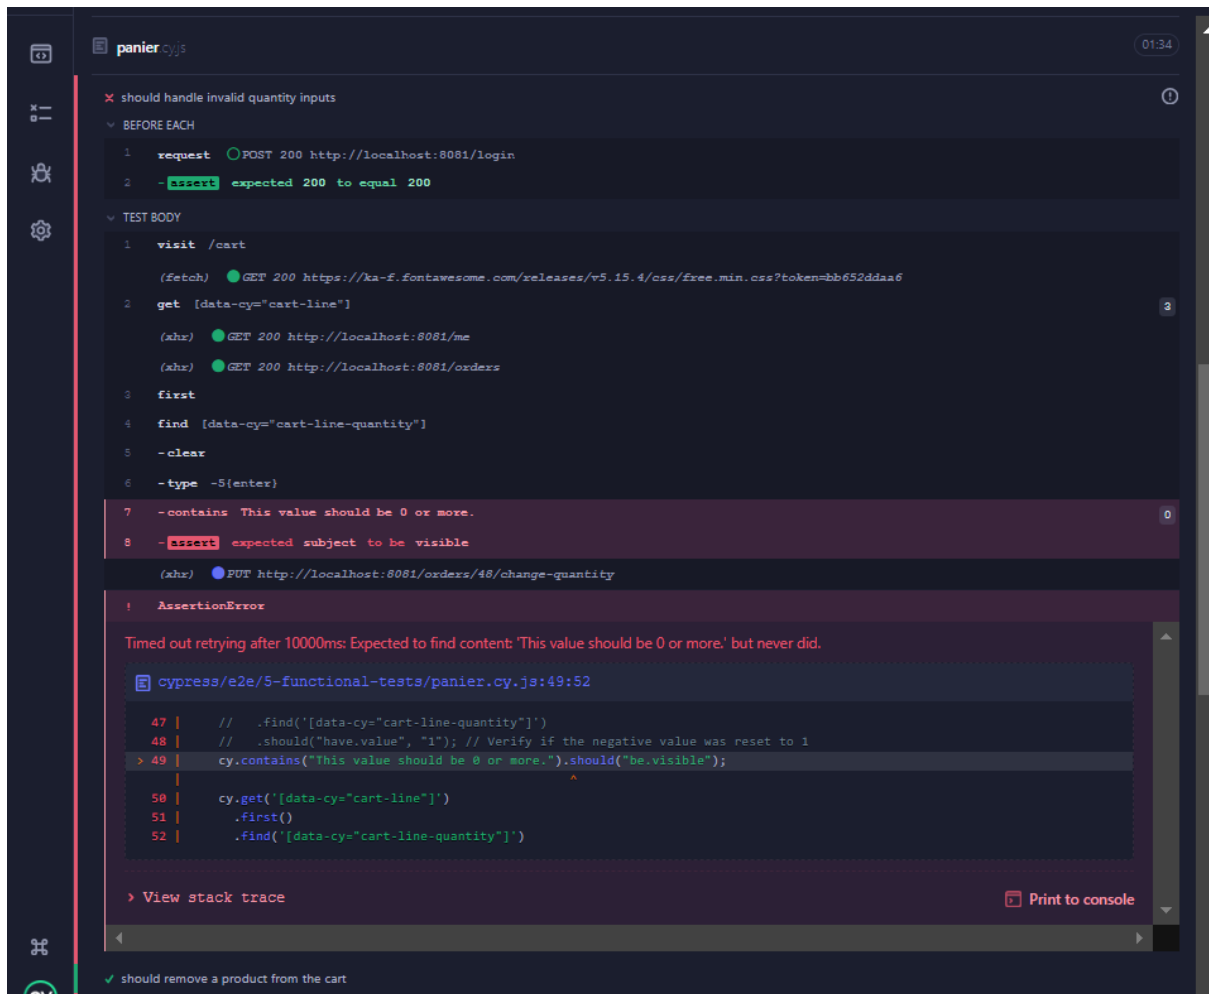 panier.cy.js 01:34
should handle invalid quantity inputs
BEFORE EACH
1 request POST 200 http://localhost:8081/login
2 -assert expected 200 to equal 200
TEST BODY
1 visit /cart
(fetch) GET 200 https://ka-f.fontawesome.com/releases/v5.15.4/css/free.min.css?token=bb652ddaa6
2 get [data-cy="cart-line"] 3
(xhr) GET 200 http://localhost:8081/me
(xhr) GET 200 http://localhost:8081/orders
3 first
4 find [data-cy="cart-line-quantity"]
5 -clear
6 -type -5{enter}
7 -contains This value should be 0 or more. 0
8 -assert expected subject to be visible
(xhr) PUT http://localhost:8081/orders/48/change-quantity
! AssertionError
Timed out retrying after 10000ms: Expected to find content: 'This value should be 0 or more.' but never did.
cypress/e2e/5-functional-tests/panier.cy.js:49:52
47 | // .find('[data-cy="cart-line-quantity"]')
48 | // .should("have.value", "1"); // Verify if the negative value was reset to 1
> 49 | cy.contains("This value should be 0 or more.").should("be.visible");
| ^
50 | cy.get('[data-cy="cart-line"]')
51 | .first()
52 | .find('[data-cy="cart-line-quantity"]')
> View stack trace Print to console
should remove a product from the cart